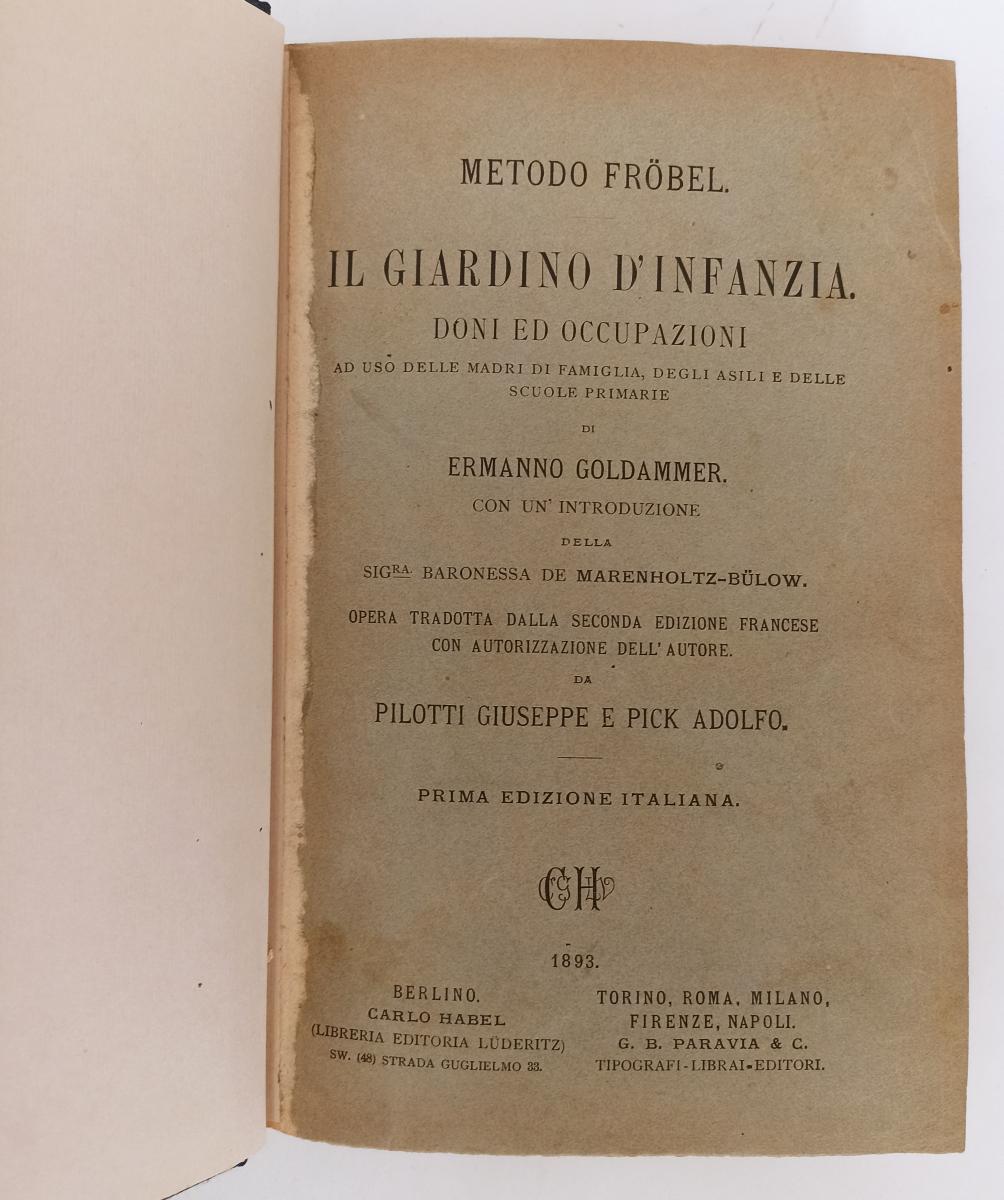 METODO FRÖBEL.
IL GIARDINO D'INFANZIA.
DONI ED OCCUPAZIONI
AD USO DELLE MADRI DI FAMIGLIA, DEGLI ASILI E DELLE
SCUOLE PRIMARIE
DI
ERMANNO GOLDAMMER.
CON UN' INTRODUZIONE
DELLA
SIGRA. BARONESSA DE MARENHOLTZ-BÜLOW.
OPERA TRADOTTA DALLA SECONDA EDIZIONE FRANCESE
CON AUTORIZZAZIONE DELL' AUTORE.
DA
PILOTTI GIUSEPPE E PICK ADOLFO.
PRIMA EDIZIONE ITALIANA.
CH
1893.
BERLINO.
CARLO HABEL
(LIBRERIA EDITORIA LÜDERITZ)
SW. (48) STRADA GUGLIELMO 33.
TORINO, ROMA, MILANO,
FIRENZE, NAPOLI.
G. B. PARAVIA & C.
TIPOGRAFI-LIBRAI-EDITORI.